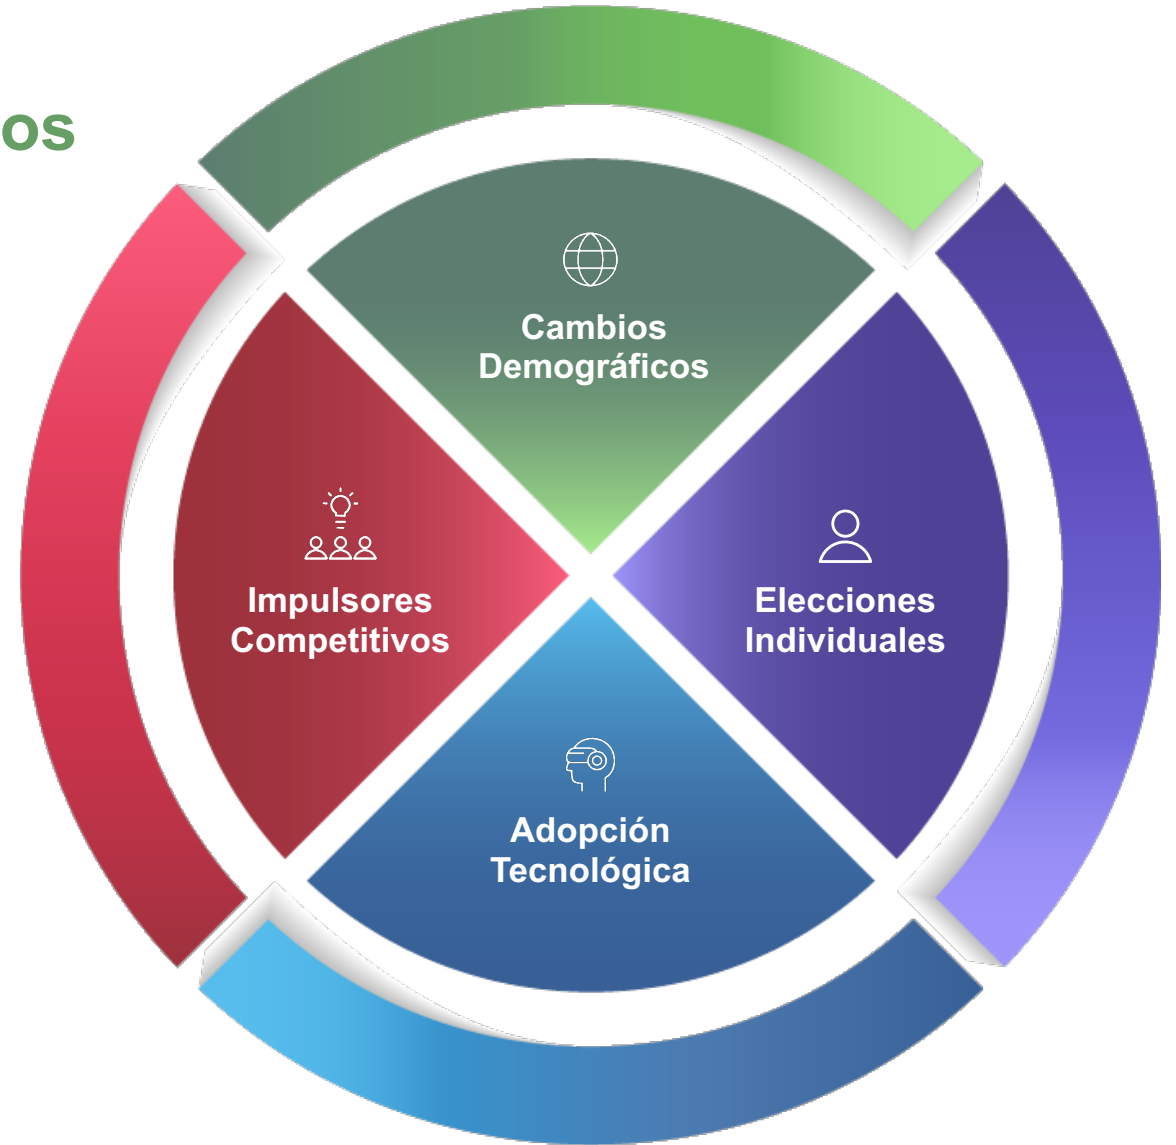 os
Cambios
Demográficos
Impulsores
Competitivos
Elecciones
Individuales
Adopción
Tecnológica